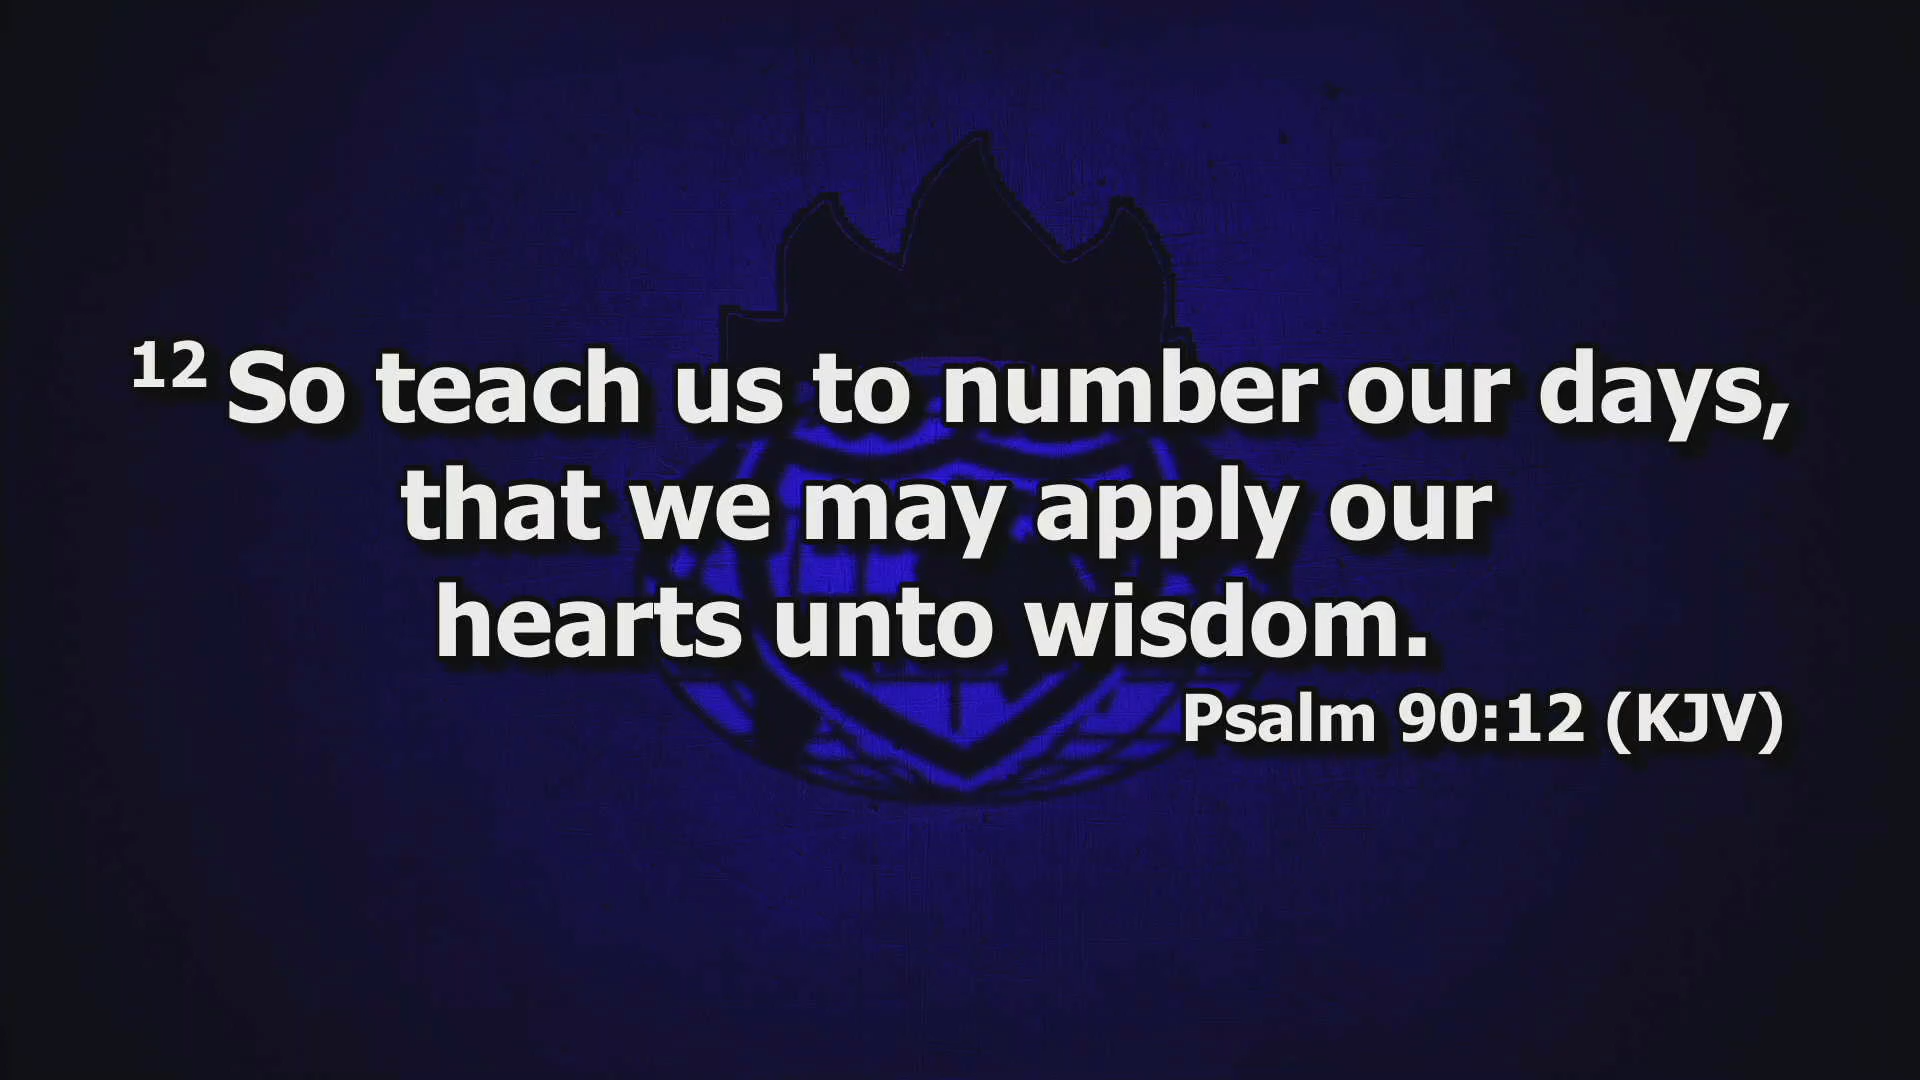 12 So teach us to number our days,
that we may apply our
hearts unto wisdom.
Psalm 90:12 (KJV)